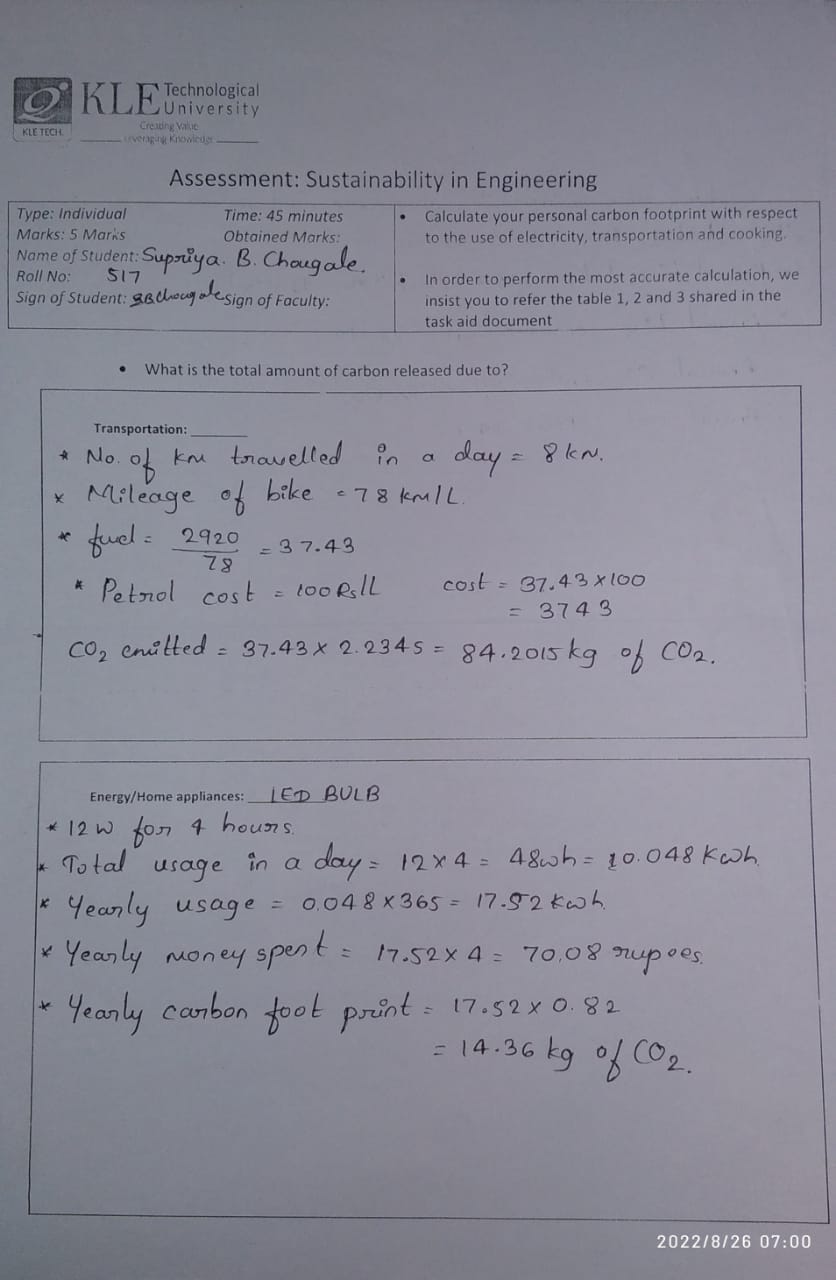 KLE Technological
University
Creating Value
Leveraging Knowledge
KLE TECH.
Assessment: Sustainability in Engineering
Type: Individual Time: 45 minutes
Marks: 5 Marks Obtained Marks:
Name of Student: Supriya. B. Chougale.
Roll No: 517
Sign of Student: SBChougale Sign of Faculty:
• Calculate your personal carbon footprint with respect
to the use of electricity, transportation and cooking.
• In order to perform the most accurate calculation, we
insist you to refer the table 1, 2 and 3 shared in the
task aid document
• What is the total amount of carbon released due to?
Transportation: ______
* No. of km travelled in a day = 8 km.
* Mileage of bike = 78 km/L.
* fuel = 2920/78 = 37.43
* Petrol cost = 100 Rs/L cost = 37.43 x 100
= 3743
CO2 emitted = 37.43 x 2.2345 = 84.2015 kg of CO2.
Energy/Home appliances: LED BULB
* 12 W for 4 hours.
* Total usage in a day = 12 x 4 = 48wh = 0.048 Kwh.
* Yearly usage = 0.048 x 365 = 17.52 kwh.
* Yearly money spent = 17.52 x 4 = 70.08 rupees.
* Yearly carbon foot print = 17.52 x 0.82
= 14.36 kg of CO2.
2022/8/26 07:00